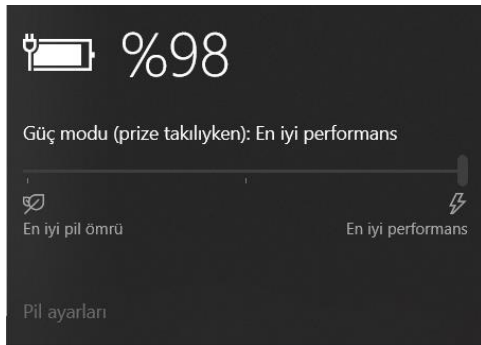 %98
Güç modu (prize takılıyken): En iyi performans
En iyi pil ömrü
En iyi performans
Pil ayarları